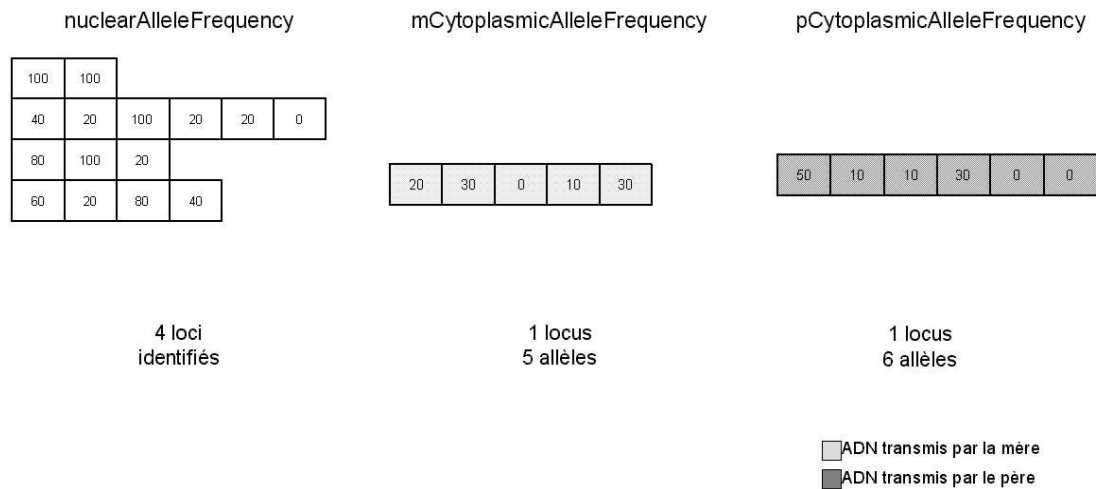 nuclearAlleleFrequency mCytoplasmicAlleleFrequency pCytoplasmicAlleleFrequency
100 100
40 20 100 20 20 0
80 100 20
60 20 80 40
20 30 0 10 30
50 10 10 30 0 0
4 loci
identifiés
1 locus
5 allèles
1 locus
6 allèles
ADN transmis par la mère
ADN transmis par le père